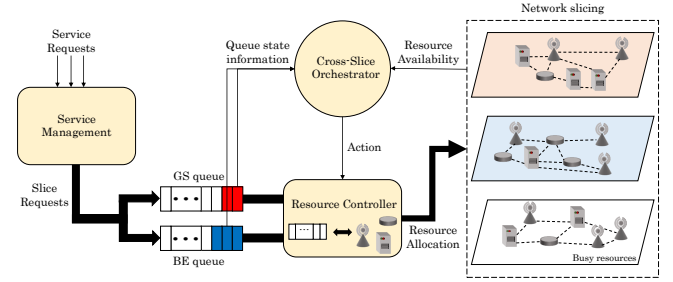 Network slicing
Service
Requests
Queue state
information
Cross-Slice
Orchestrator
Resource
Availability
Service
Management
Action
Slice
Requests
GS queue
Resource Controller
BE queue
Resource
Allocation
Busy resources